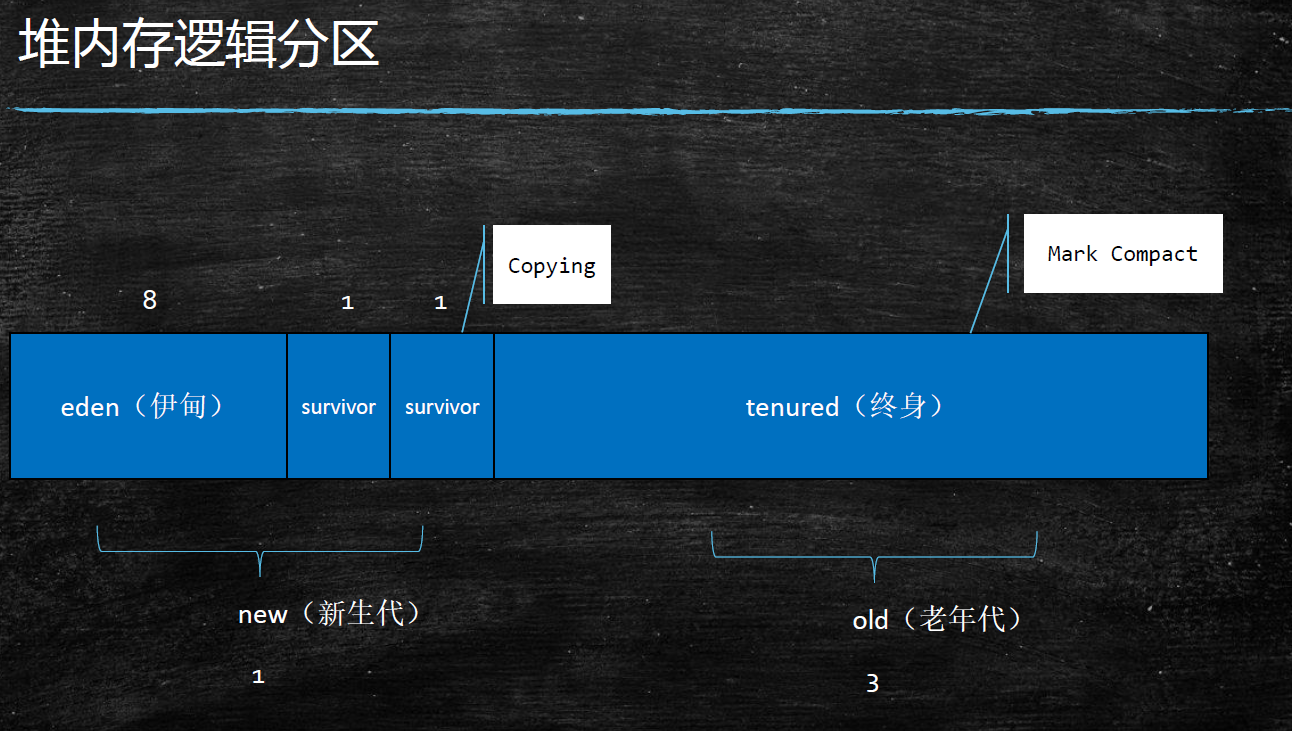 堆内存逻辑分区
Copying
Mark Compact
8
1
1
eden（伊甸）
survivor
survivor
tenured（终身）
new（新生代）
old（老年代）
1
3